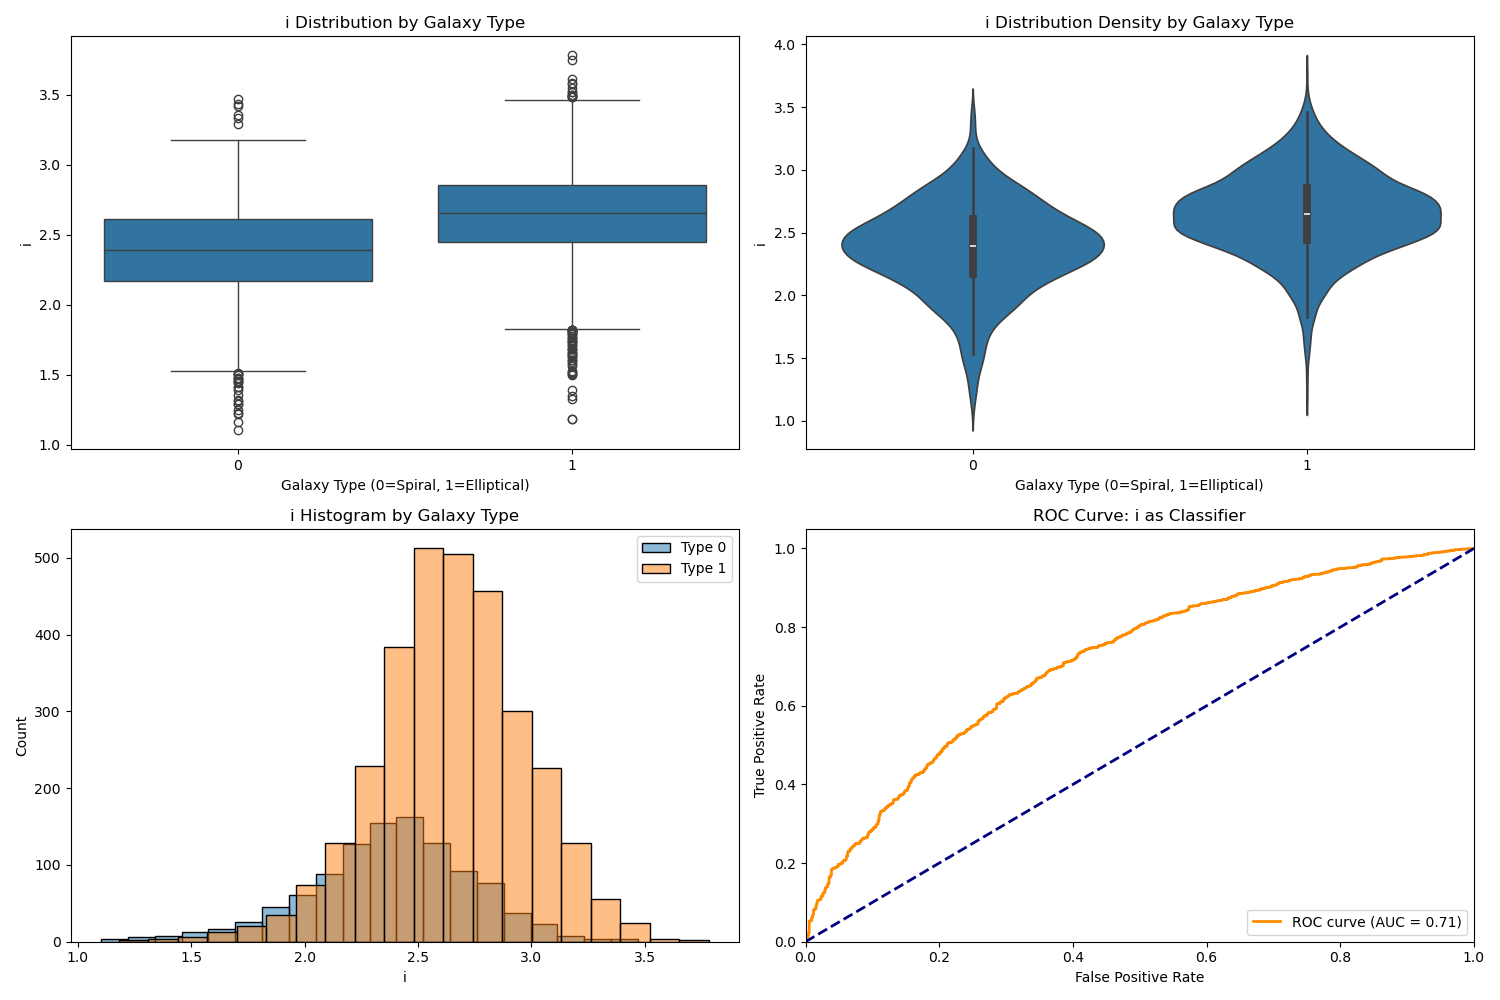 i Distribution by Galaxy Type
i
3.5
3.0
2.5
2.0
1.5
1.0
0 1
Galaxy Type (0=Spiral, 1=Elliptical)
i Distribution Density by Galaxy Type
i
4.0
3.5
3.0
2.5
2.0
1.5
1.0
0 1
Galaxy Type (0=Spiral, 1=Elliptical)
i Histogram by Galaxy Type
Type 0
Type 1
Count
500
400
300
200
100
0
1.0 1.5 2.0 2.5 3.0 3.5
i
ROC Curve: i as Classifier
True Positive Rate
1.0
0.8
0.6
0.4
0.2
0.0
ROC curve (AUC = 0.71)
0.0 0.2 0.4 0.6 0.8 1.0
False Positive Rate